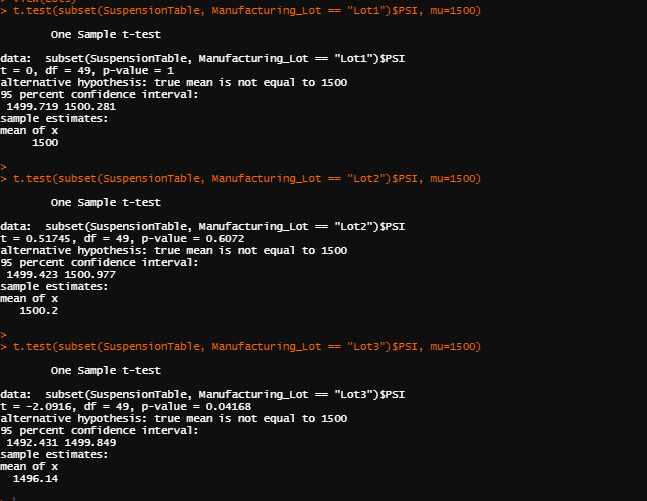 > t.test(subset(SuspensionTable, Manufacturing_Lot == "Lot1")$PSI, mu=1500)
One Sample t-test
data: subset(SuspensionTable, Manufacturing_Lot == "Lot1")$PSI
t = 0, df = 49, p-value = 1
alternative hypothesis: true mean is not equal to 1500
95 percent confidence interval:
1499.719 1500.281
sample estimates:
mean of x
1500
>
> t.test(subset(SuspensionTable, Manufacturing_Lot == "Lot2")$PSI, mu=1500)
One Sample t-test
data: subset(SuspensionTable, Manufacturing_Lot == "Lot2")$PSI
t = 0.51745, df = 49, p-value = 0.6072
alternative hypothesis: true mean is not equal to 1500
95 percent confidence interval:
1499.423 1500.977
sample estimates:
mean of x
1500.2
>
> t.test(subset(SuspensionTable, Manufacturing_Lot == "Lot3")$PSI, mu=1500)
One Sample t-test
data: subset(SuspensionTable, Manufacturing_Lot == "Lot3")$PSI
t = -2.0916, df = 49, p-value = 0.04168
alternative hypothesis: true mean is not equal to 1500
95 percent confidence interval:
1492.431 1499.849
sample estimates:
mean of x
1496.14